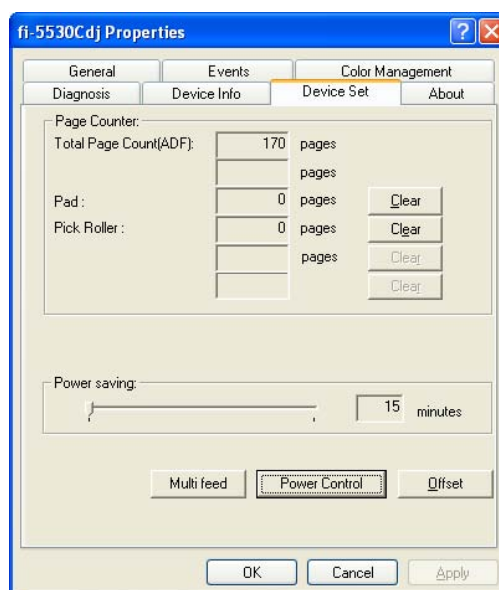 fi-5530Cdj Properties
General Events Color Management
Diagnosis Device Info Device Set About
Page Counter:
Total Page Count(ADF): 170 pages
pages
Pad : 0 pages Clear
Pick Roller : 0 pages Clear
pages Clear
Clear
Power saving:
15 minutes
Multi feed Power Control Offset
OK Cancel Apply